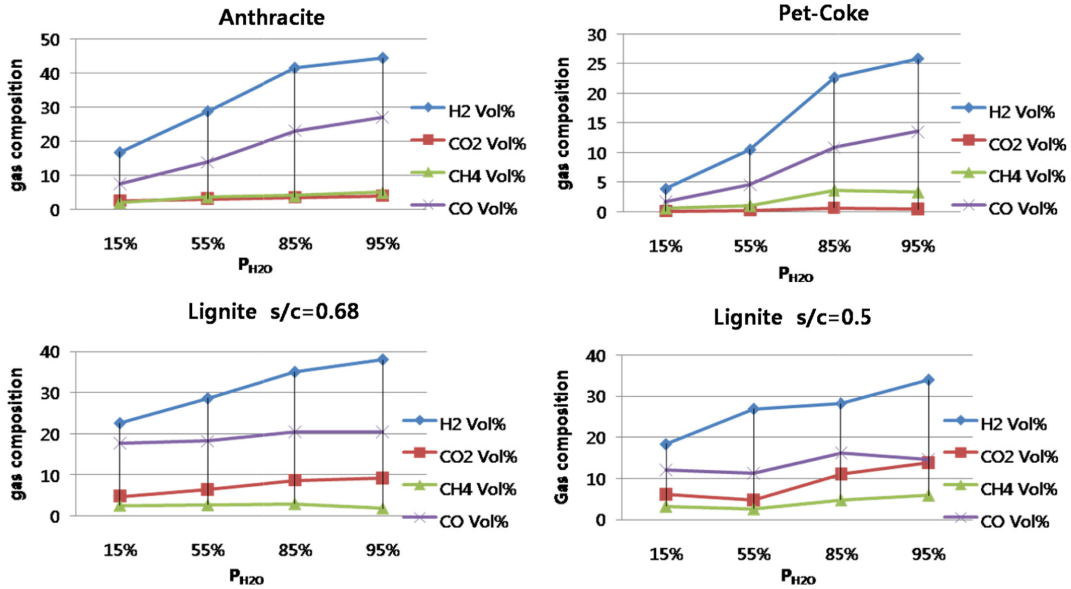 Anthracite
gas composition
50
40
30
20
10
0
15%
55%
85%
95%
P_H2O
H2 Vol%
CO2 Vol%
CH4 Vol%
CO Vol%
Pet-Coke
gas composition
30
25
20
15
10
5
0
15%
55%
85%
95%
P_H2O
H2 Vol%
CO2 Vol%
CH4 Vol%
CO Vol%
Lignite s/c=0.68
gas composition
40
30
20
10
0
15%
55%
85%
95%
P_H2O
H2 Vol%
CO2 Vol%
CH4 Vol%
CO Vol%
Lignite s/c=0.5
Gas composition
40
30
20
10
0
15%
55%
85%
95%
P_H2O
H2 Vol%
CO2 Vol%
CH4 Vol%
CO Vol%